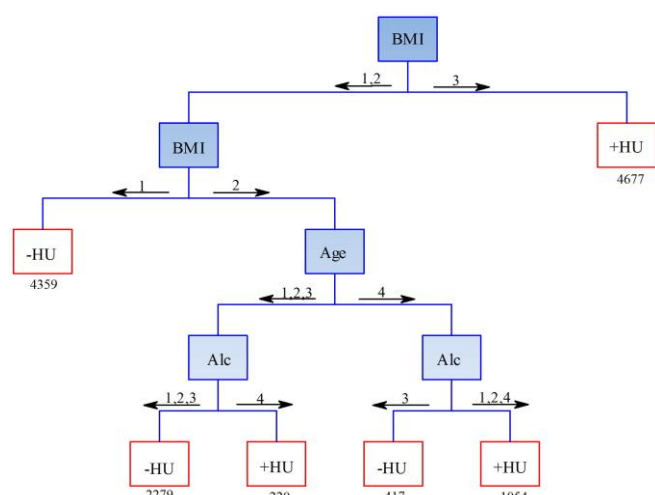 BMI
1,2 3
BMI +HU
4677
1 2
-HU Age
4359
1,2,3 4
Alc Alc
1,2,3 4 3 1,2,4
-HU +HU -HU +HU